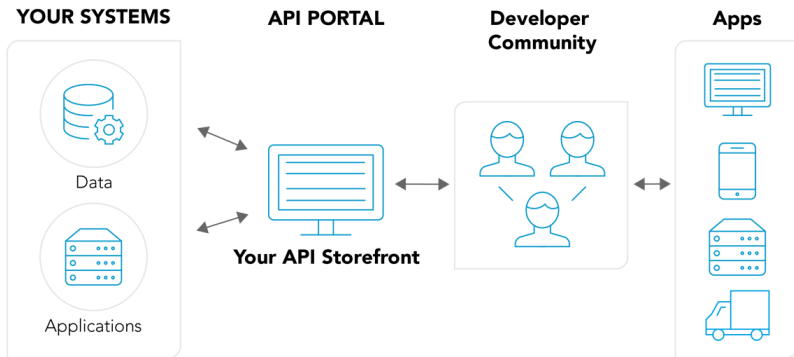 YOUR SYSTEMS
API PORTAL
Developer
Community
Apps
Data
Your API Storefront
Applications